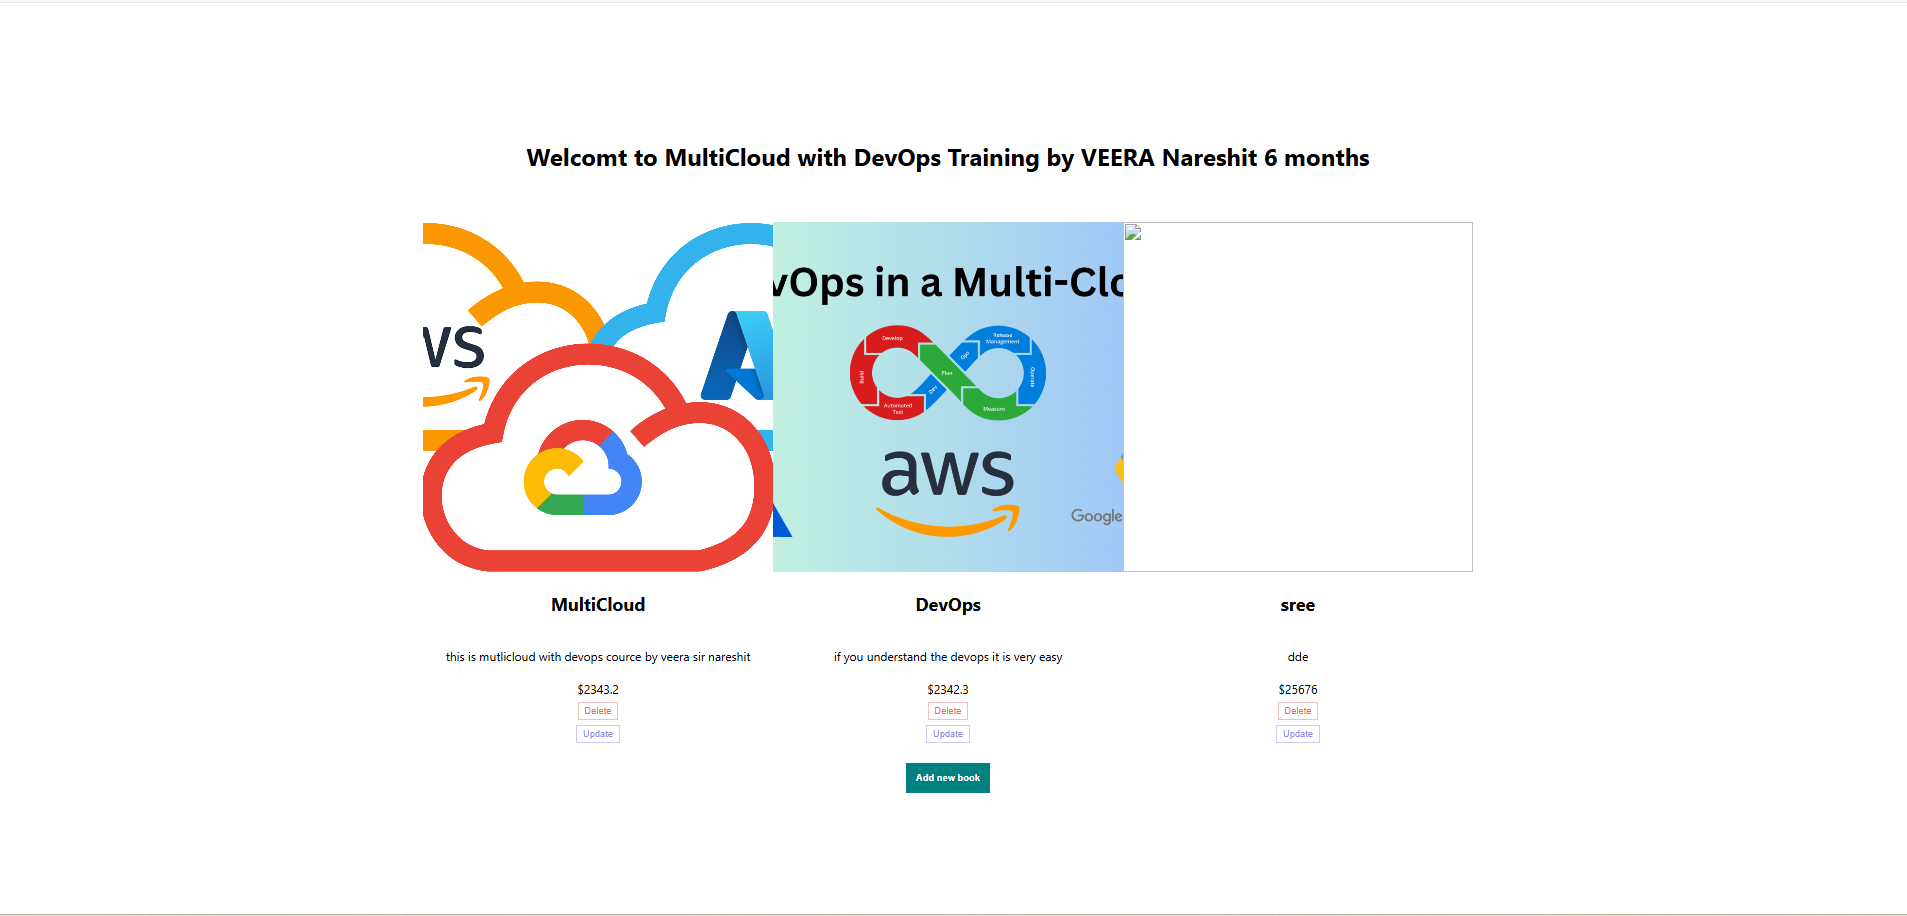 Welcomt to MultiCloud with DevOps Training by VEERA Nareshit 6 months
vOps in a Multi-Clo
Develop
Release
Management
Build
Plan
Ops
Operate
Dev
Automated
Test
Measure
ws
aws
Google
MultiCloud
DevOps
sree
this is mutlicloud with devops cource by veera sir nareshit
if you understand the devops it is very easy
dde
$2343.2
$2342.3
$25676
Delete
Delete
Delete
Update
Update
Update
Add new book